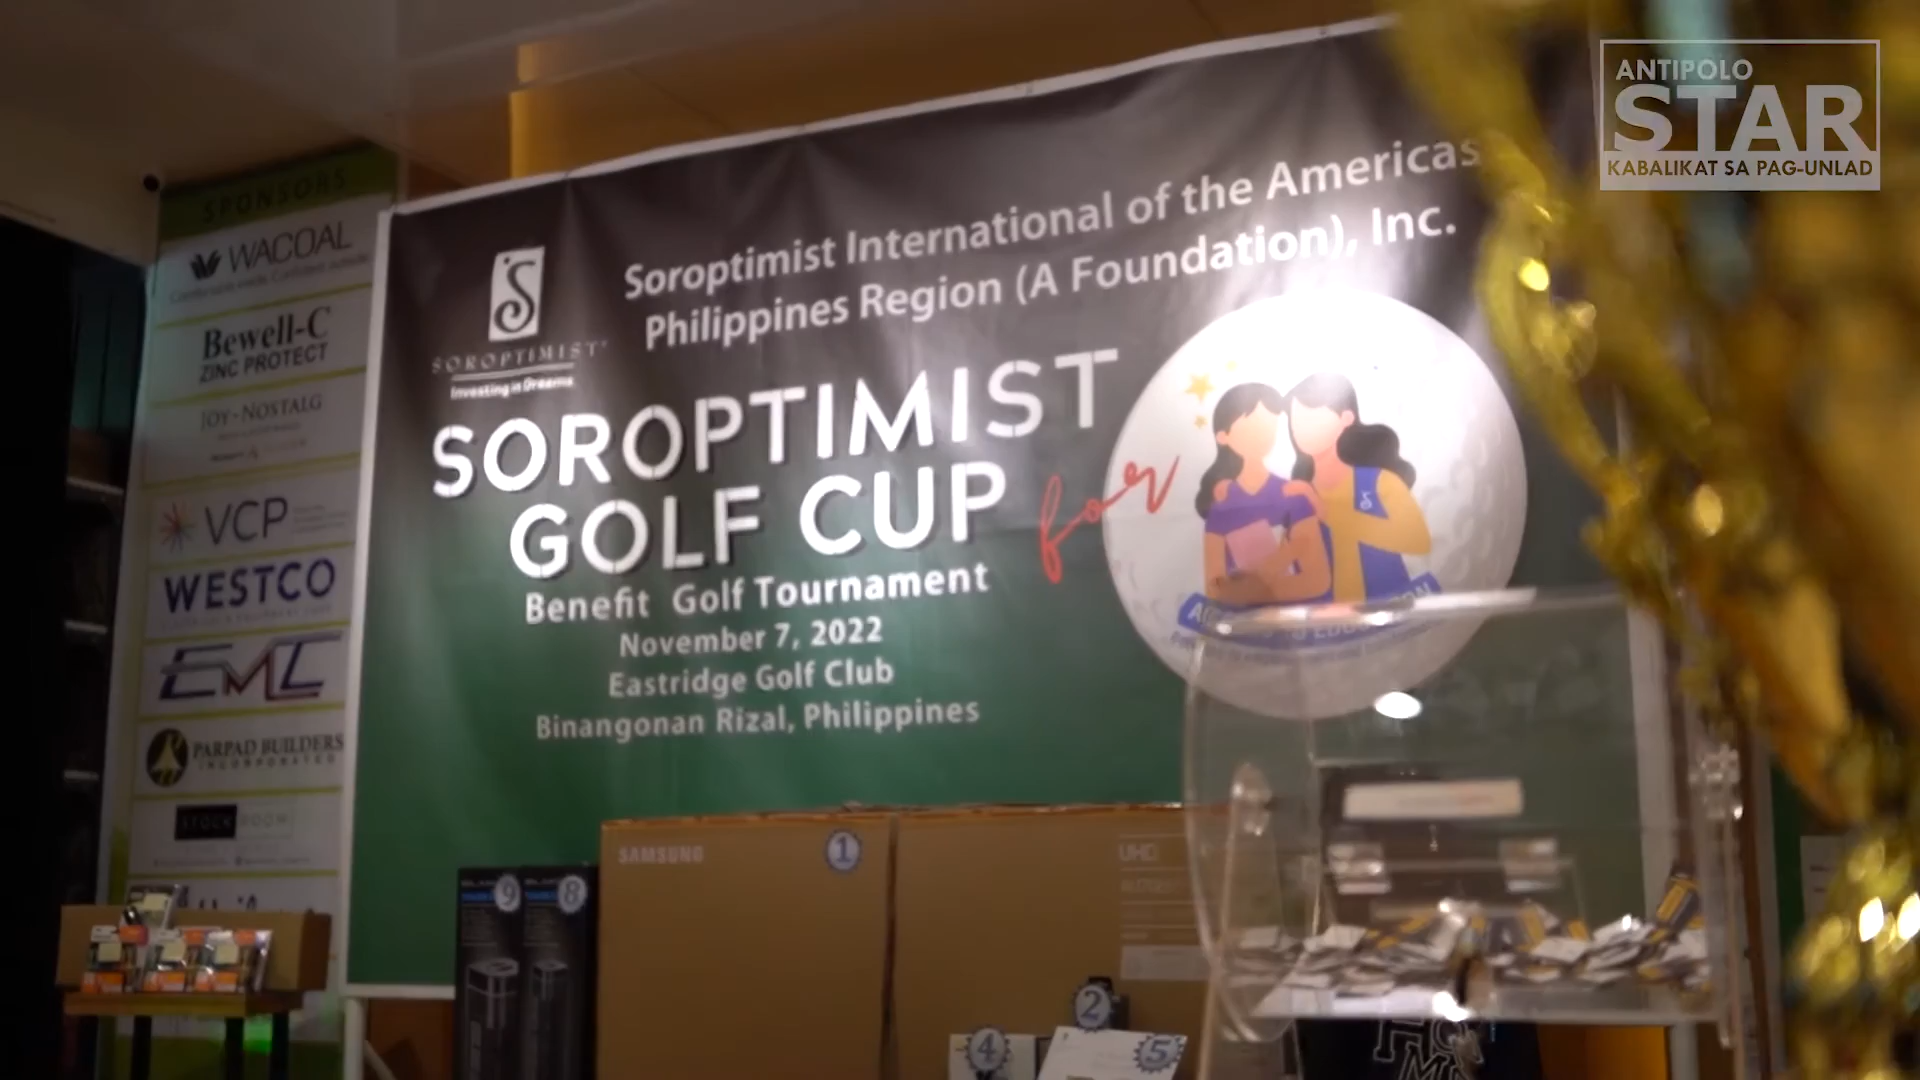 ANTIPOLO
STAR
KABALIKAT SA PAG-UNLAD
SPONSORS
WACOAL
Bewell-C
ZINC PROTECT
JOY-NOSTALG
VCP
WESTCO
EMC
PARPAD BUILDERS
INCORPORATED
STOCK ROOM
SOROPTIMIST
Investing in Dreams
Soroptimist International of the Americas
Philippines Region (A Foundation), Inc.
SOROPTIMIST
GOLF CUP
for
Benefit Golf Tournament
November 7, 2022
Eastridge Golf Club
Binangonan Rizal, Philippines
SAMSUNG
1
UHD
9
8
2
4
5